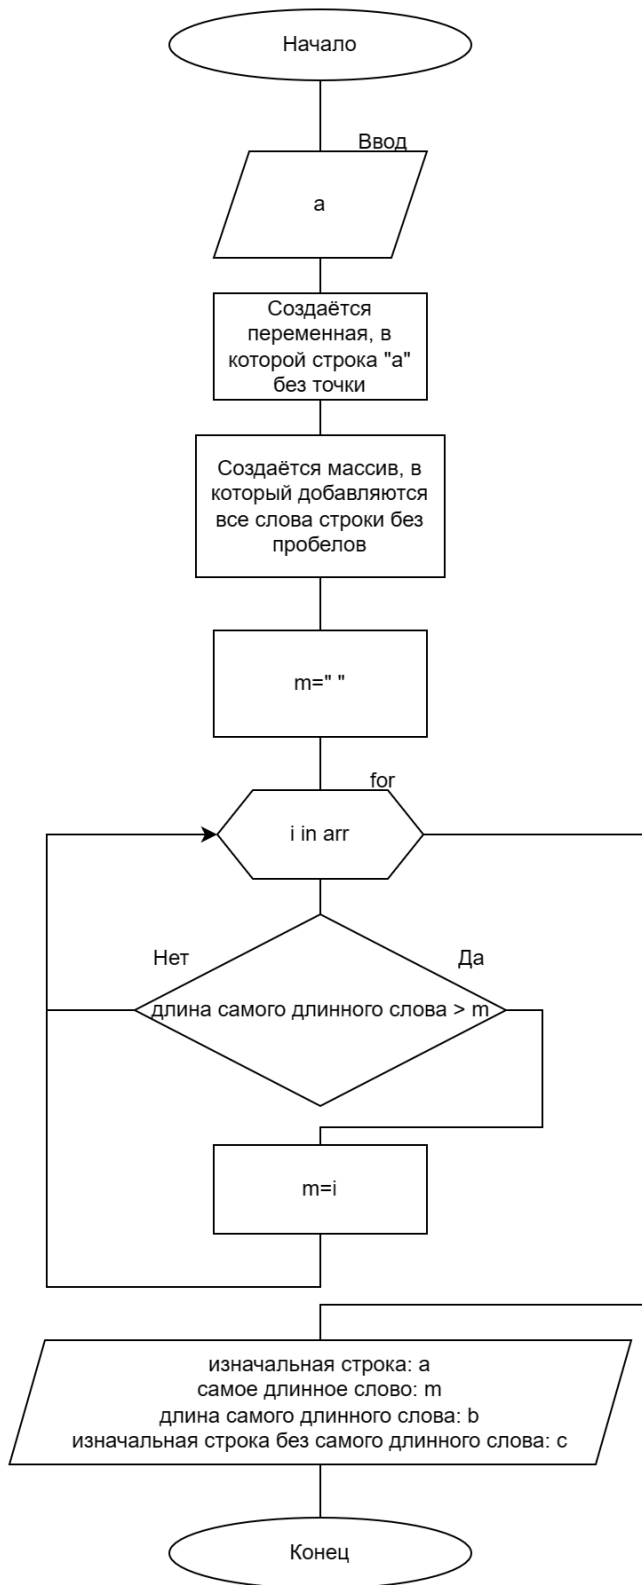 Начало
Ввод
a
Создаётся
переменная, в
которой строка "a"
без точки
Создаётся массив, в
который добавляются
все слова строки без
пробелов
m=" "
for
i in arr
Нет
Да
длина самого длинного слова > m
m=i
изначальная строка: a
самое длинное слово: m
длина самого длинного слова: b
изначальная строка без самого длинного слова: c
Конец